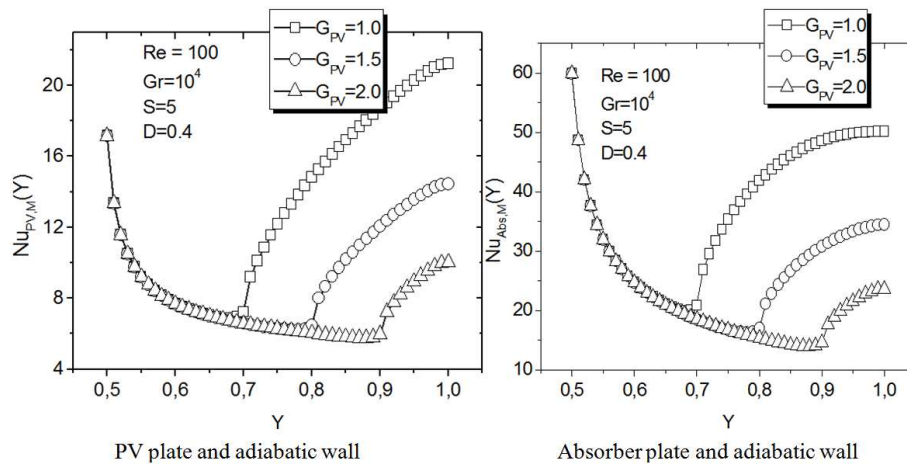 G_PV=1.0
G_PV=1.5
G_PV=2.0
Re = 100
Gr=10^4
S=5
D=0.4
21
16
12
8
4
Nu_PV,M(Y)
0,5 0,6 0,7 0,8 0,9 1,0
Y
PV plate and adiabatic wall
G_PV=1.0
G_PV=1.5
G_PV=2.0
Re = 100
Gr=10^4
S=5
D=0.4
60
50
40
30
20
10
Nu_Abs,M(Y)
0,5 0,6 0,7 0,8 0,9 1,0
Y
Absorber plate and adiabatic wall